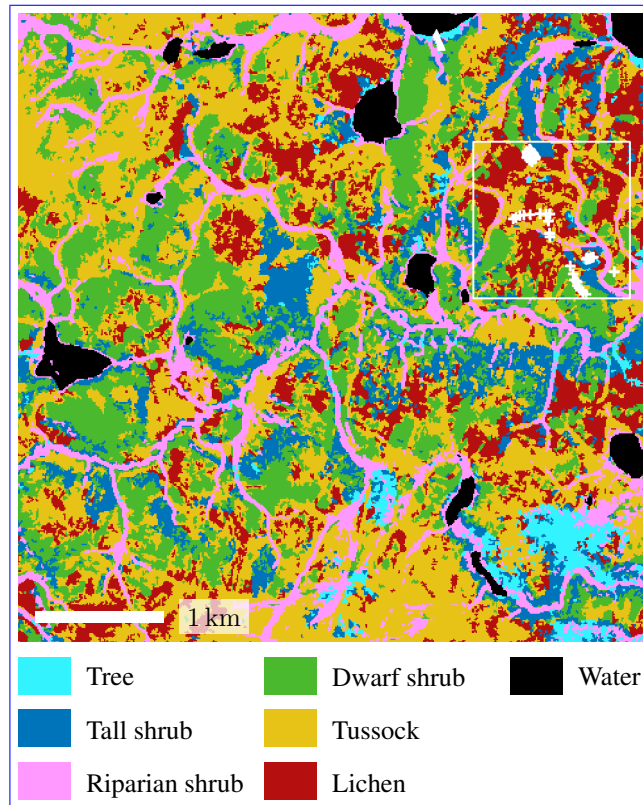 1 km
Tree Dwarf shrub Water
Tall shrub Tussock
Riparian shrub Lichen